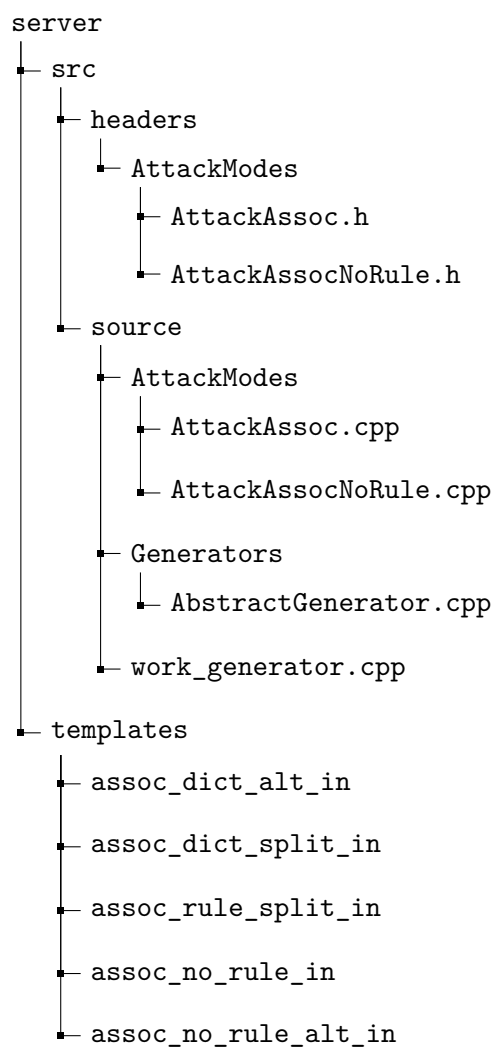 server
src
headers
AttackModes
AttackAssoc.h
AttackAssocNoRule.h
source
AttackModes
AttackAssoc.cpp
AttackAssocNoRule.cpp
Generators
AbstractGenerator.cpp
work_generator.cpp
templates
assoc_dict_alt_in
assoc_dict_split_in
assoc_rule_split_in
assoc_no_rule_in
assoc_no_rule_alt_in